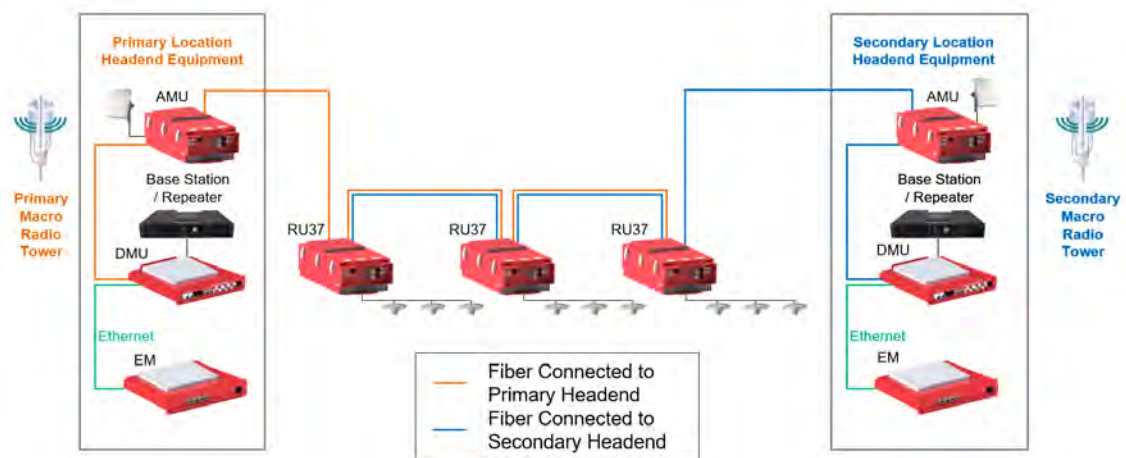 Primary Location
Headend Equipment
AMU
Base Station
/ Repeater
DMU
Ethernet
EM
Primary
Macro
Radio
Tower
RU37
RU37
RU37
Fiber Connected to
Primary Headend
Fiber Connected to
Secondary Headend
Secondary Location
Headend Equipment
AMU
Base Station
/ Repeater
DMU
Ethernet
EM
Secondary
Macro
Radio
Tower